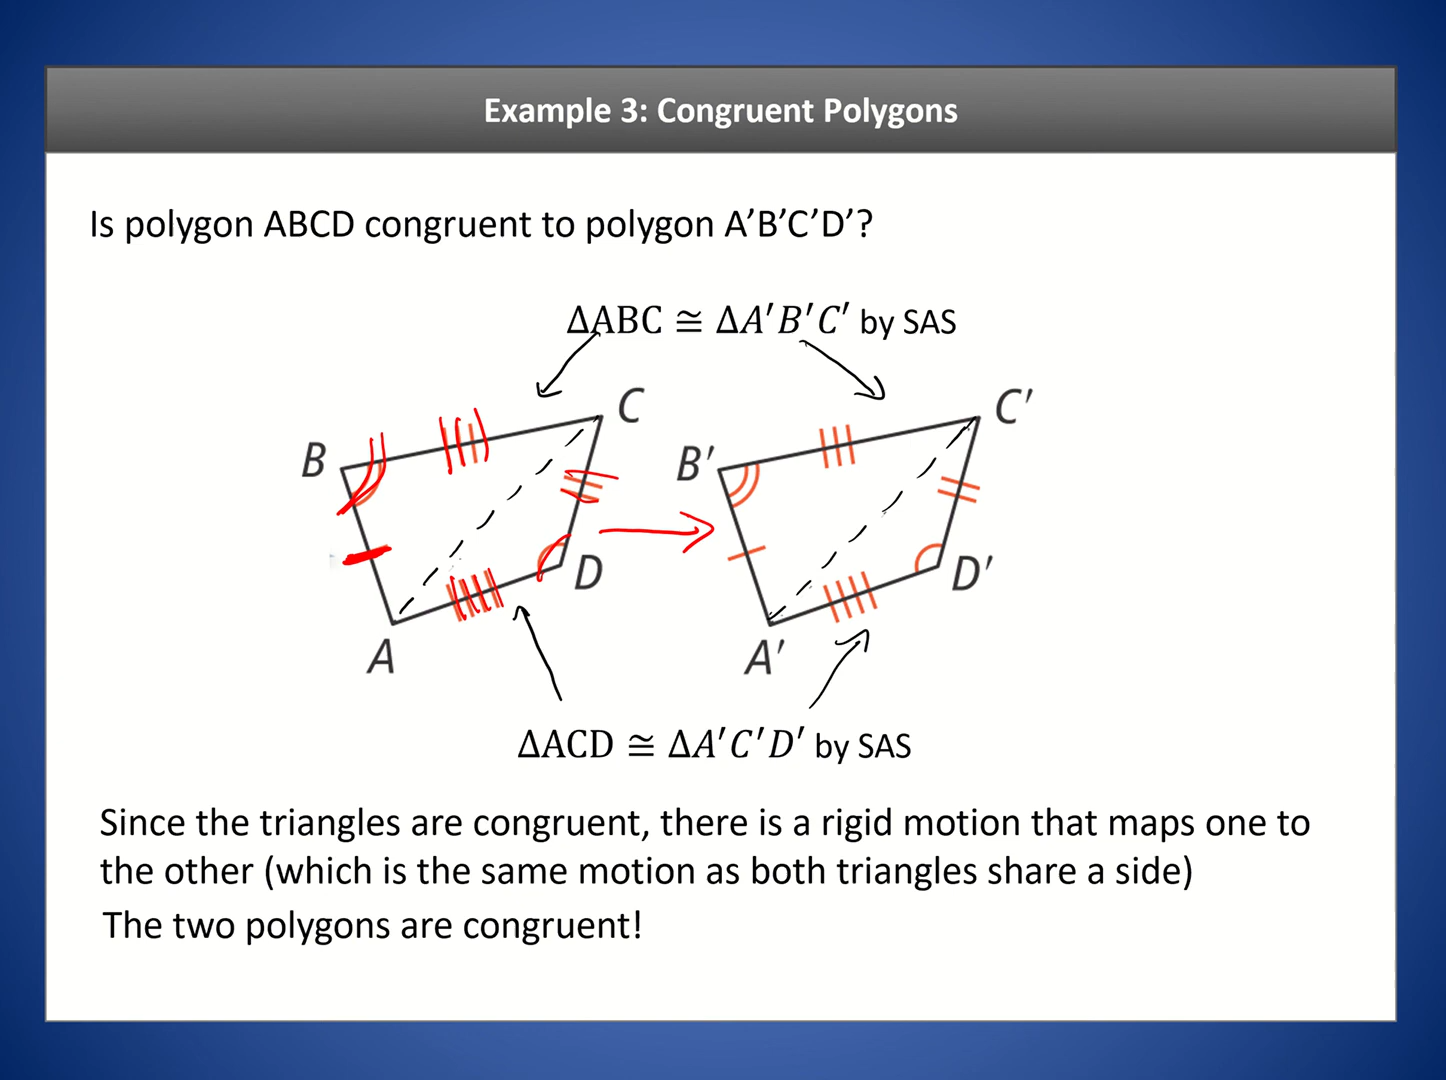 Example 3: Congruent Polygons
Is polygon ABCD congruent to polygon A’B’C’D’?
ΔABC ≅ ΔA′B′C′ by SAS
B
C
A
D
B′
C′
A′
D′
ΔACD ≅ ΔA′C′D′ by SAS
Since the triangles are congruent, there is a rigid motion that maps one to
the other (which is the same motion as both triangles share a side)
The two polygons are congruent!